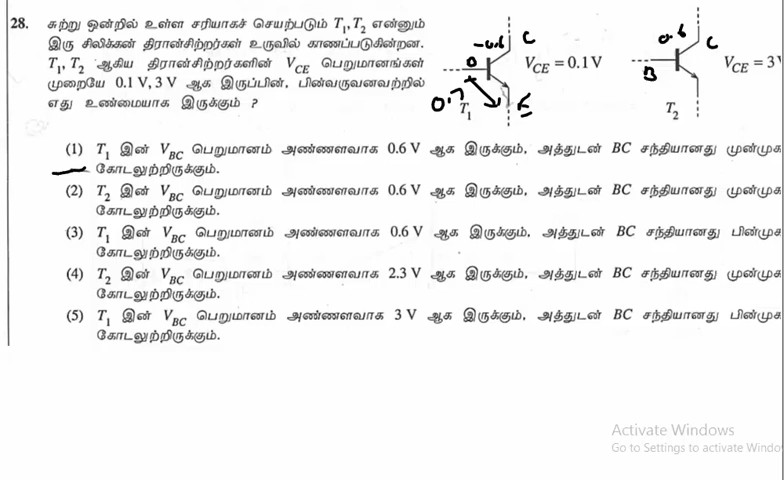 28. சுற்று ஒன்றில் உள்ள சரியாகச் செயற்படும் T₁, T₂ என்னும்
இரு சிலிக்கன் திரான்சிற்றர்கள் உருவில் காணப்படுகின்றன.
T₁, T₂ ஆகிய திரான்சிற்றர்களின் V_CE பெறுமானங்கள்
முறையே 0.1 V, 3 V ஆக இருப்பின், பின்வருவனவற்றில்
எது உண்மையாக இருக்கும் ?
-0.6 C
0
V_CE = 0.1 V
0.7 T₁ E
0.6 C
B
V_CE = 3 V
T₂
(1) T₁ இன் V_BC பெறுமானம் அண்ணளவாக 0.6 V ஆக இருக்கும், அத்துடன் BC சந்தியானது முன்முக
கோடலுற்றிருக்கும்.
(2) T₂ இன் V_BC பெறுமானம் அண்ணளவாக 0.6 V ஆக இருக்கும், அத்துடன் BC சந்தியானது முன்முக
கோடலுற்றிருக்கும்.
(3) T₁ இன் V_BC பெறுமானம் அண்ணளவாக 0.6 V ஆக இருக்கும், அத்துடன் BC சந்தியானது பின்முக
கோடலுற்றிருக்கும்.
(4) T₂ இன் V_BC பெறுமானம் அண்ணளவாக 2.3 V ஆக இருக்கும், அத்துடன் BC சந்தியானது முன்முக
கோடலுற்றிருக்கும்.
(5) T₁ இன் V_BC பெறுமானம் அண்ணளவாக 3 V ஆக இருக்கும், அத்துடன் BC சந்தியானது பின்முக
கோடலுற்றிருக்கும்.
Activate Windows
Go to Settings to activate Windo